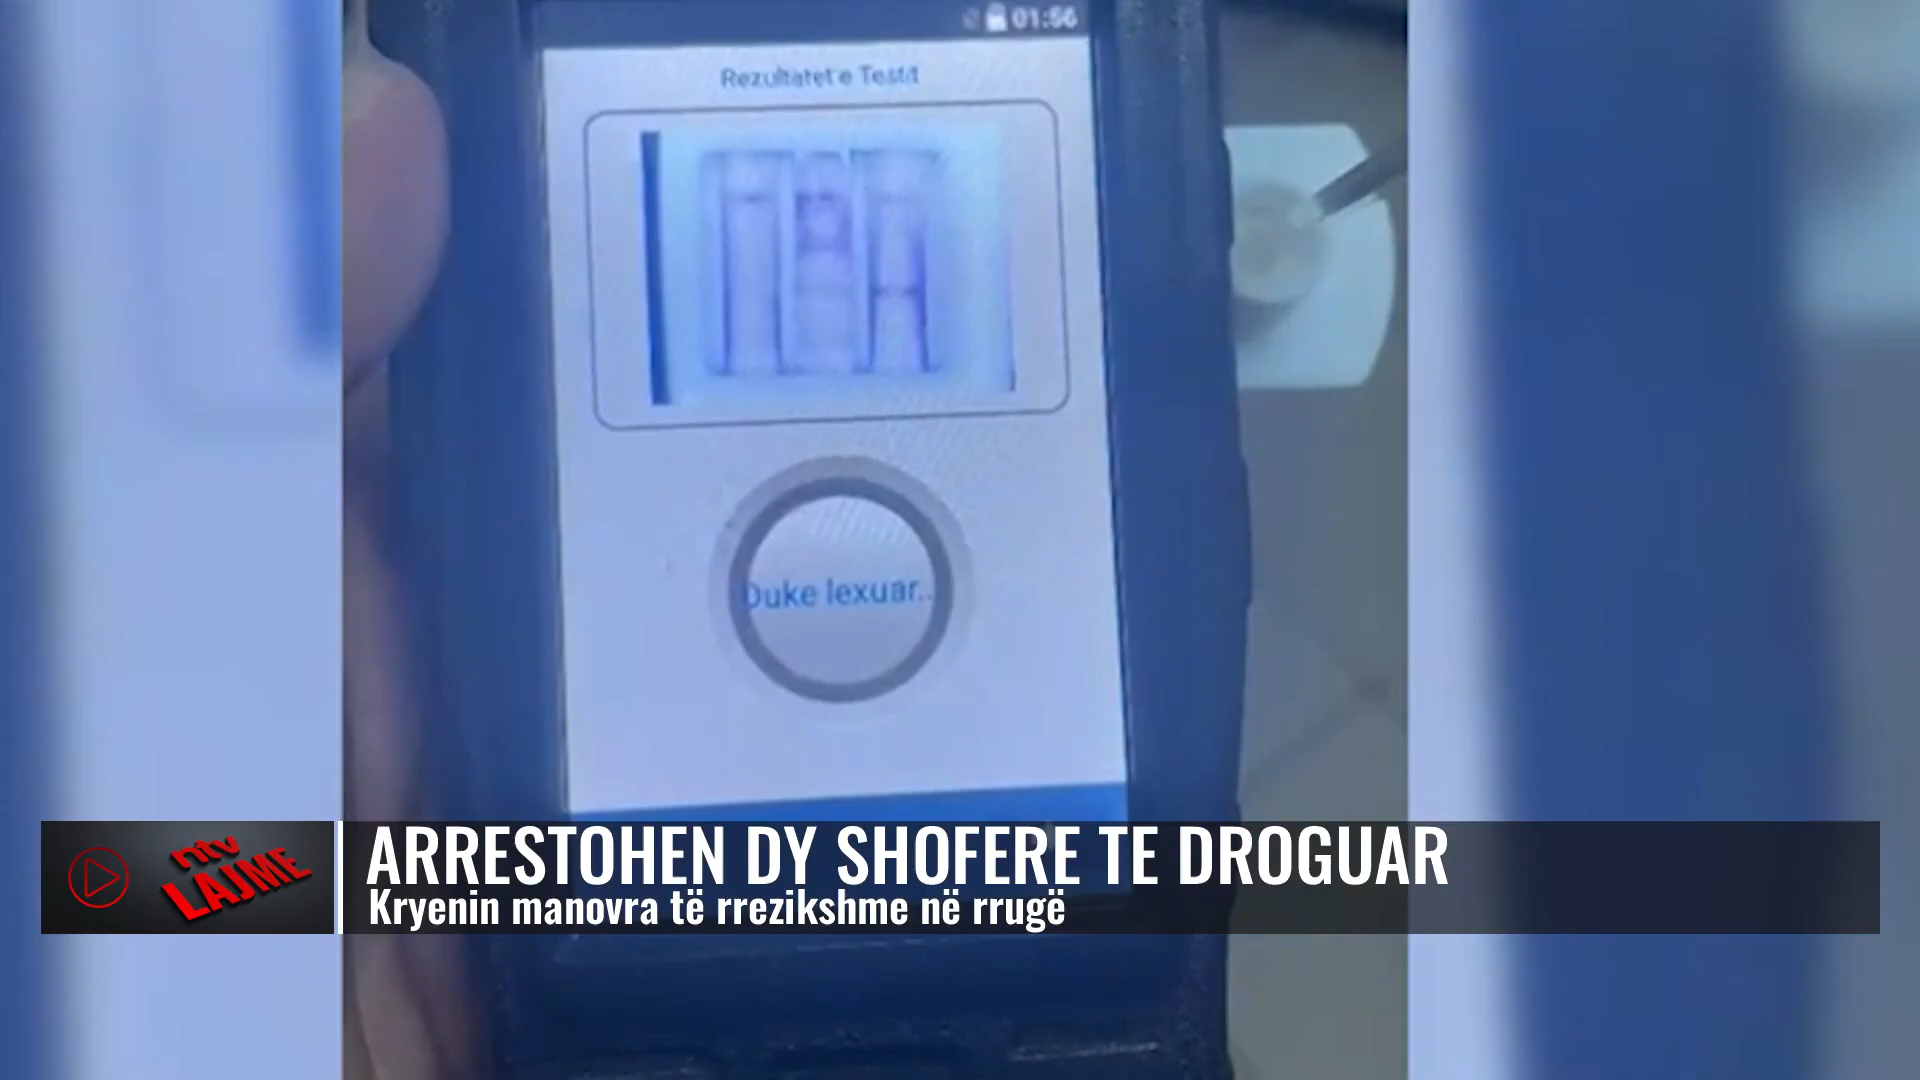 01:56
Rezultatet e Testit
Duke lexuar..
ntv
LAJME
ARRESTOHEN DY SHOFERE TE DROGUAR
Kryenin manovra të rrezikshme në rrugë